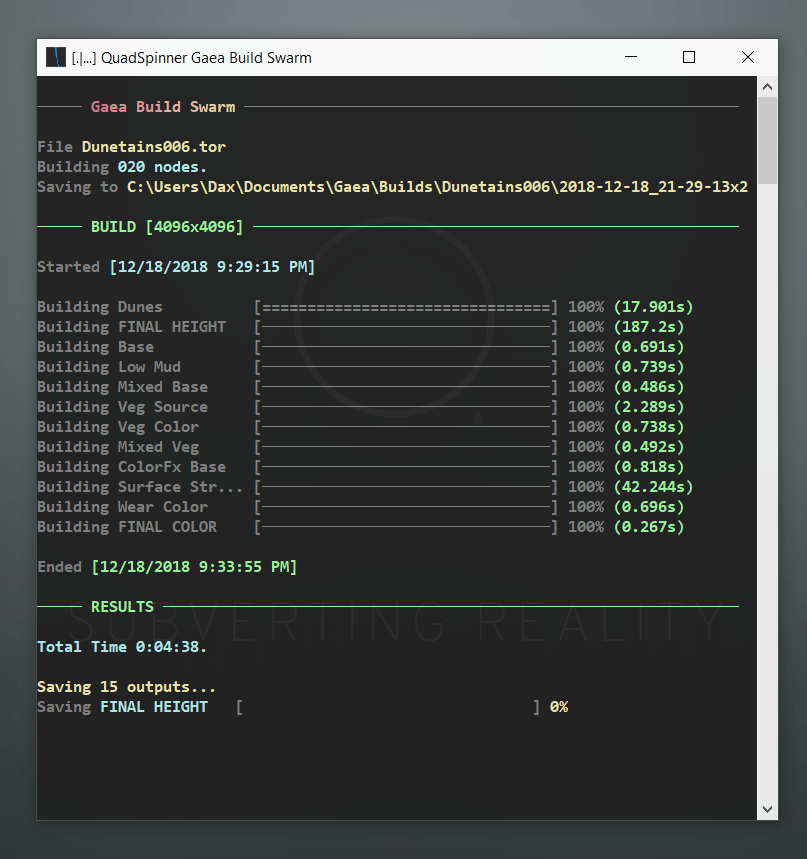 [.|...] QuadSpinner Gaea Build Swarm
Gaea Build Swarm
File Dunetains006.tor
Building 020 nodes.
Saving to C:\Users\Dax\Documents\Gaea\Builds\Dunetains006\2018-12-18_21-29-13x2
BUILD [4096x4096]
Started [12/18/2018 9:29:15 PM]
Building Dunes [================================] 100% (17.901s)
Building FINAL HEIGHT [────────────────────────────────] 100% (187.2s)
Building Base [────────────────────────────────] 100% (0.691s)
Building Low Mud [────────────────────────────────] 100% (0.739s)
Building Mixed Base [────────────────────────────────] 100% (0.486s)
Building Veg Source [────────────────────────────────] 100% (2.289s)
Building Veg Color [────────────────────────────────] 100% (0.738s)
Building Mixed Veg [────────────────────────────────] 100% (0.492s)
Building ColorFx Base [────────────────────────────────] 100% (0.818s)
Building Surface Str... [────────────────────────────────] 100% (42.244s)
Building Wear Color [────────────────────────────────] 100% (0.696s)
Building FINAL COLOR [────────────────────────────────] 100% (0.267s)
Ended [12/18/2018 9:33:55 PM]
RESULTS
SUBVERTING REALITY
Total Time 0:04:38.
Saving 15 outputs...
Saving FINAL HEIGHT [ ] 0%